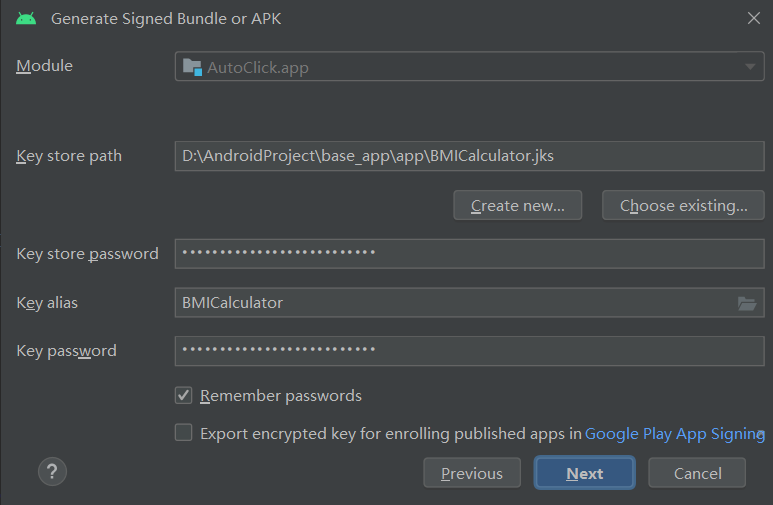 Generate Signed Bundle or APK
Module
AutoClick.app
Key store path
D:\AndroidProject\base_app\app\BMICalculator.jks
Create new...
Choose existing...
Key store password
••••••••••••••••••••••••••
Key alias
BMICalculator
Key password
••••••••••••••••••••••••••
Remember passwords
Export encrypted key for enrolling published apps in Google Play App Signing
?
Previous
Next
Cancel